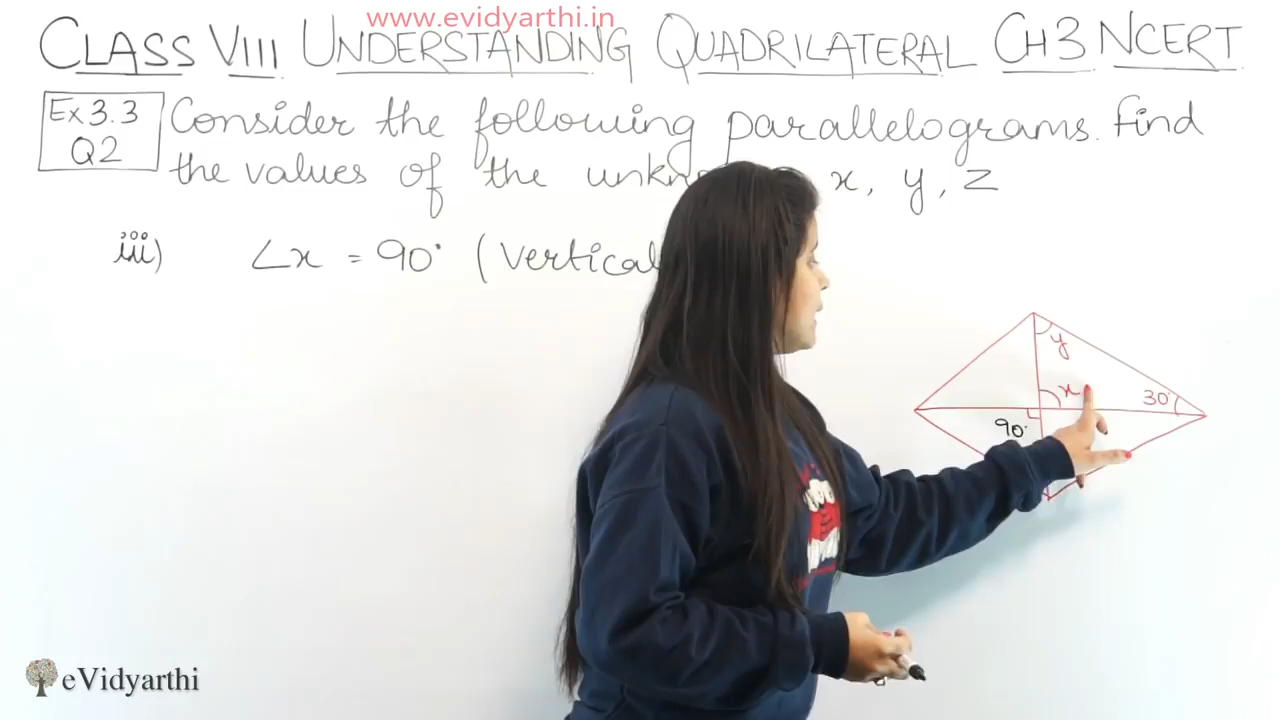 www.evidyarthi.in
CLASS VIII UNDERSTANDING QUADRILATERAL CH3 NCERT
Ex 3.3
Q2
Consider the following parallelograms. Find
the values of the x, y, z
iii) ∠x = 90° (Vertical
y
x
30°
90°
eVidyarthi